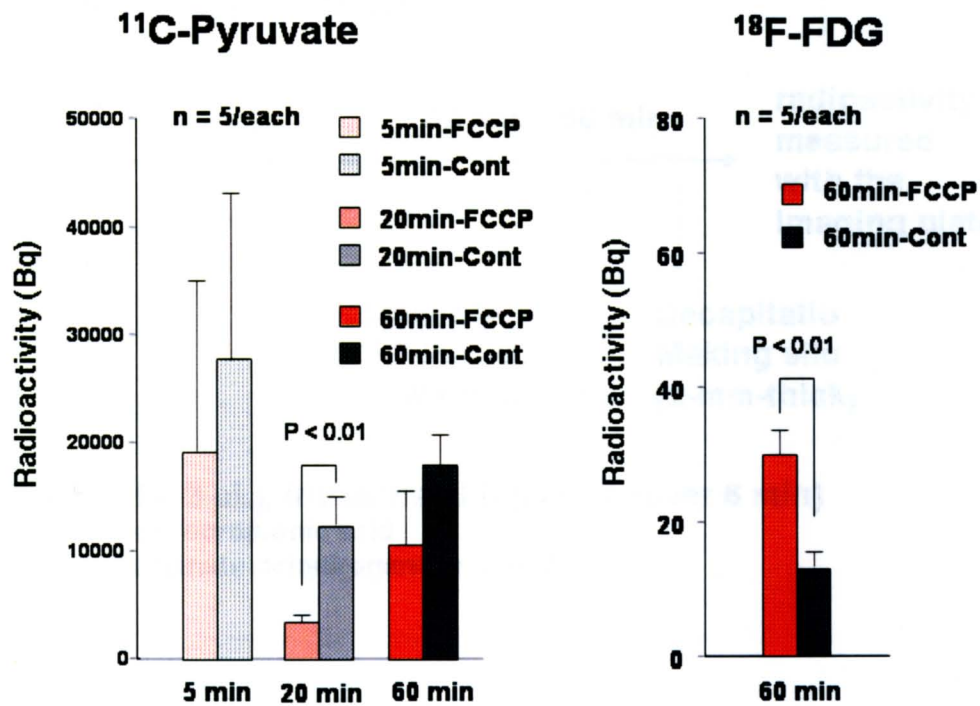 11C-Pyruvate
18F-FDG
n = 5/each
5min-FCCP
5min-Cont
20min-FCCP
20min-Cont
60min-FCCP
60min-Cont
Radioactivity (Bq)
50000
40000
30000
20000
10000
0
P < 0.01
5 min
20 min
60 min
n = 5/each
60min-FCCP
60min-Cont
Radioactivity (Bq)
80
60
40
20
0
P < 0.01
60 min